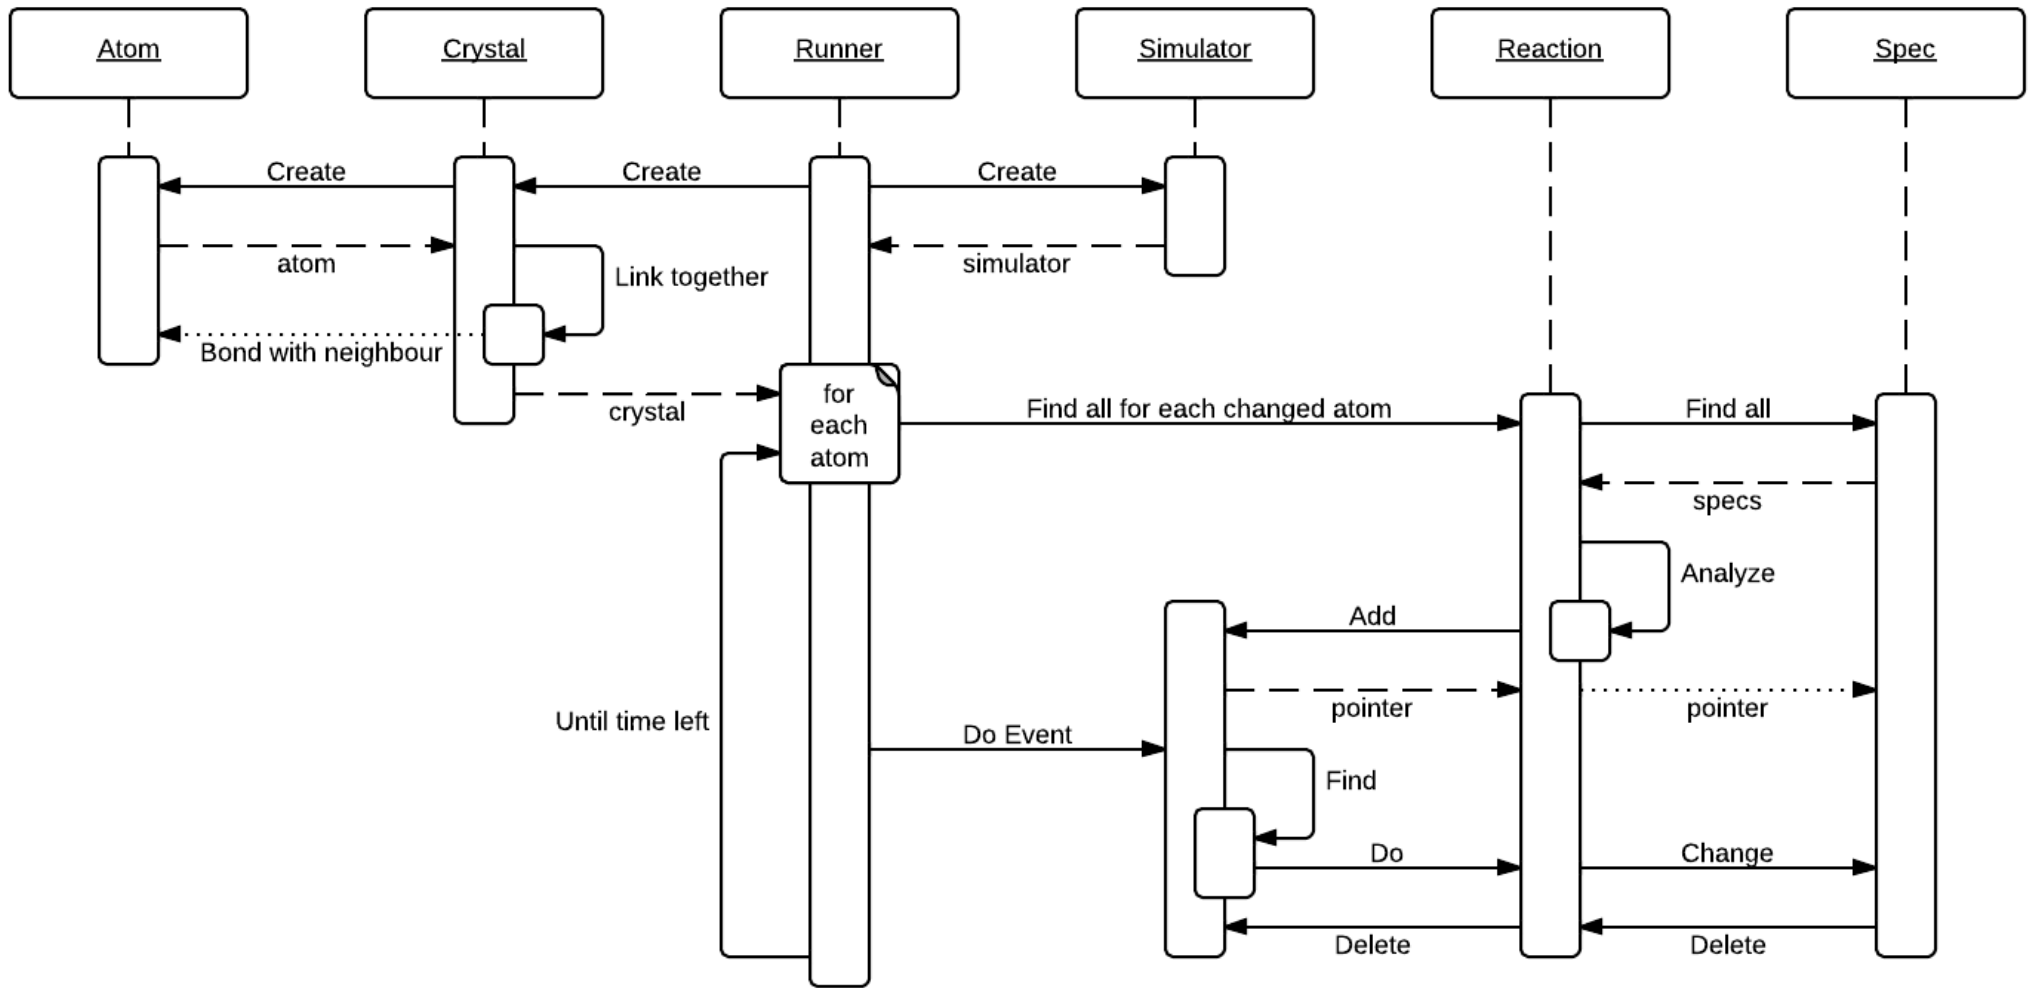 Atom
Crystal
Runner
Simulator
Reaction
Spec
Create
Create
Create
atom
Link together
simulator
Bond with neighbour
crystal
for
each
atom
Find all for each changed atom
Find all
specs
Analyze
Add
pointer
pointer
Until time left
Do Event
Find
Do
Change
Delete
Delete